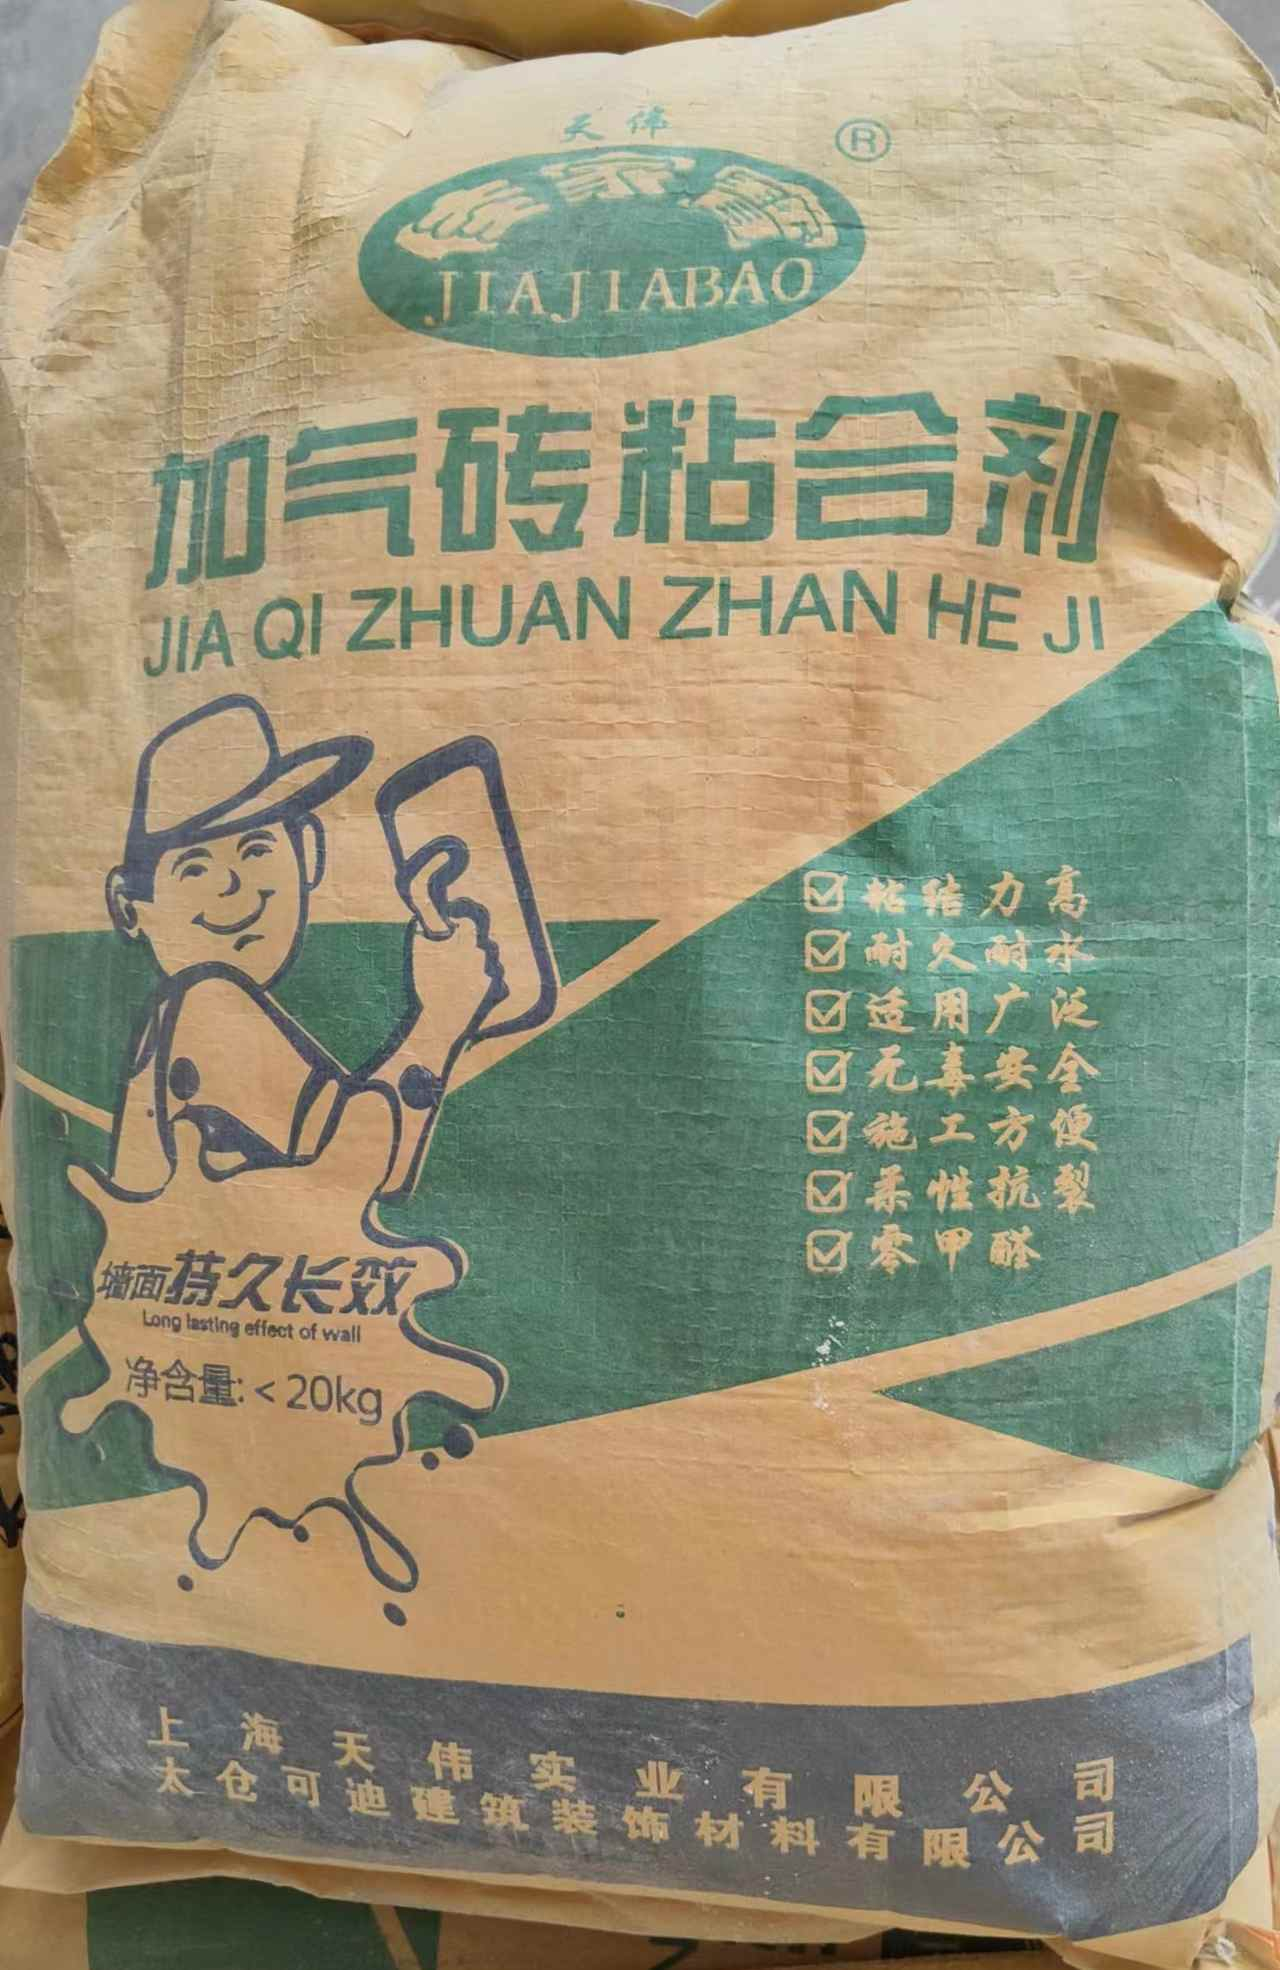 天伟
®
佳家寶
JIAJIABAO
加气砖粘合剂
JIA QI ZHUAN ZHAN HE JI
粘结力高
耐久耐水
适用广泛
无毒安全
施工方便
柔性抗裂
零甲醛
墙面持久长效
Long lasting effect of wall
净含量:<20kg
上海天伟实业有限公司
太仓可迪建筑装饰材料有限公司